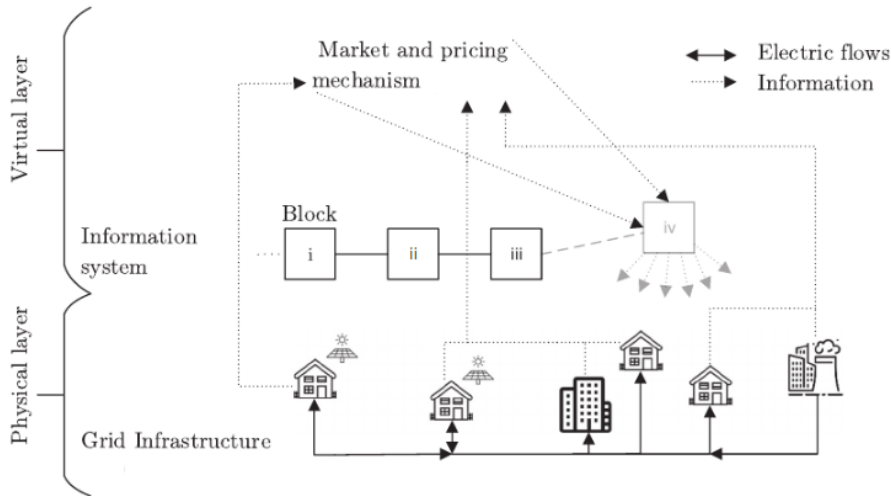 Market and pricing
mechanism
Electric flows
Information
Virtual layer
Block
Information
system
i
ii
iii
iv
Physical layer
Grid Infrastructure